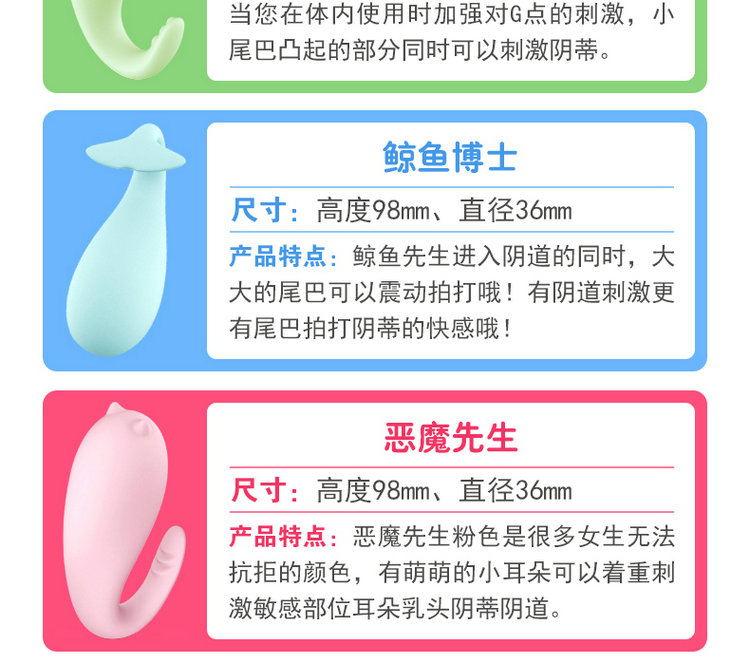 当您在体内使用时加强对G点的刺激，小
尾巴凸起的部分同时可以刺激阴蒂。
鲸鱼博士
尺寸：高度98mm、直径36mm
产品特点：鲸鱼先生进入阴道的同时，大
大的尾巴可以震动拍打哦！有阴道刺激更
有尾巴拍打阴蒂的快感哦！
恶魔先生
尺寸：高度98mm、直径36mm
产品特点：恶魔先生粉色是很多女生无法
抗拒的颜色，有萌萌的小耳朵可以着重刺
激敏感部位耳朵乳头阴蒂阴道。